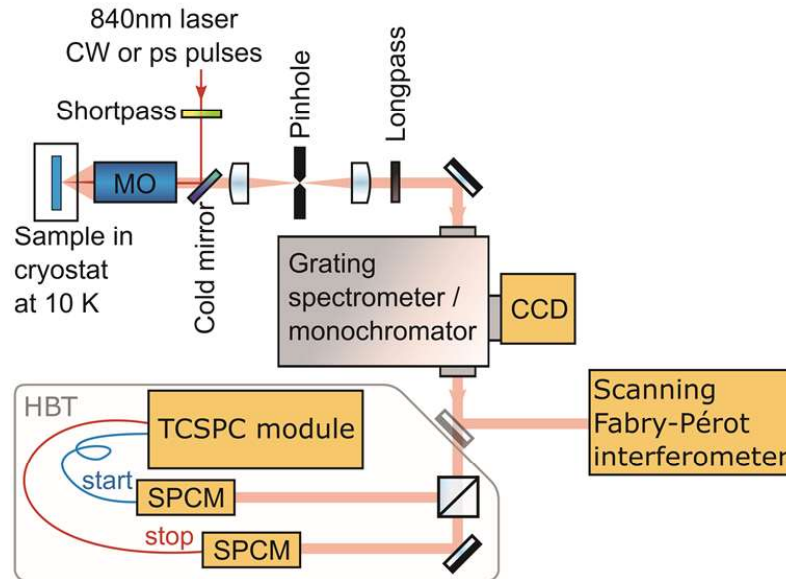 840nm laser
CW or ps pulses
Shortpass
Pinhole
Longpass
MO
Cold mirror
Sample in
cryostat
at 10 K
Grating
spectrometer /
monochromator
CCD
Scanning
Fabry-Pérot
interferometer
HBT
TCSPC module
start
SPCM
stop
SPCM